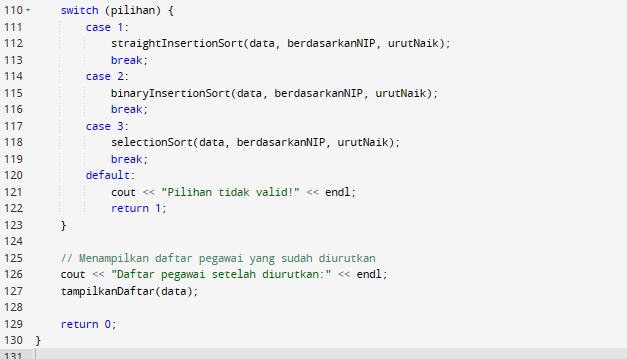 110    switch (pilihan) {
111        case 1:
112            straightInsertionSort(data, berdasarkanNIP, urutNaik);
113            break;
114        case 2:
115            binaryInsertionSort(data, berdasarkanNIP, urutNaik);
116            break;
117        case 3:
118            selectionSort(data, berdasarkanNIP, urutNaik);
119            break;
120        default:
121            cout << "Pilihan tidak valid!" << endl;
122            return 1;
123    }
124
125    // Menampilkan daftar pegawai yang sudah diurutkan
126    cout << "Daftar pegawai setelah diurutkan:" << endl;
127    tampilkanDaftar(data);
128
129    return 0;
130 }
131